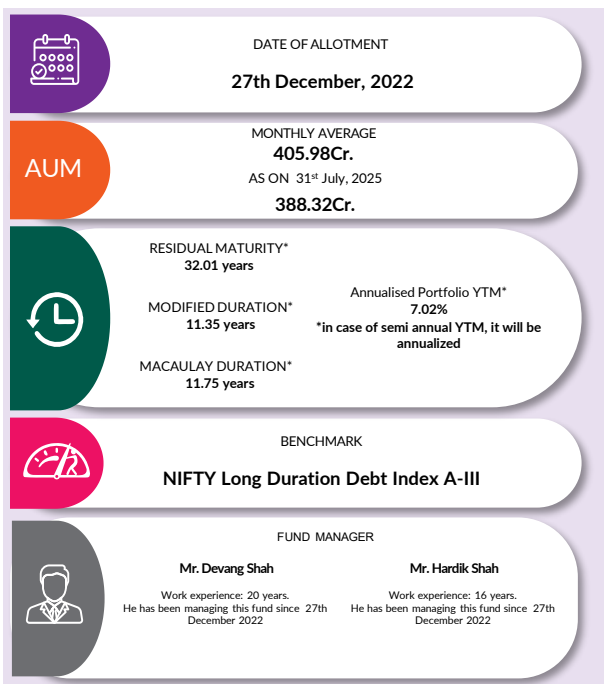 DATE OF ALLOTMENT
27th December, 2022
AUM
MONTHLY AVERAGE
405.98Cr.
AS ON 31st July, 2025
388.32Cr.
RESIDUAL MATURITY*
32.01 years
MODIFIED DURATION*
11.35 years
MACAULAY DURATION*
11.75 years
Annualised Portfolio YTM*
7.02%
*in case of semi annual YTM, it will be
annualized
BENCHMARK
NIFTY Long Duration Debt Index A-III
FUND MANAGER
Mr. Devang Shah
Work experience: 20 years.
He has been managing this fund since 27th
December 2022
Mr. Hardik Shah
Work experience: 16 years.
He has been managing this fund since 27th
December 2022